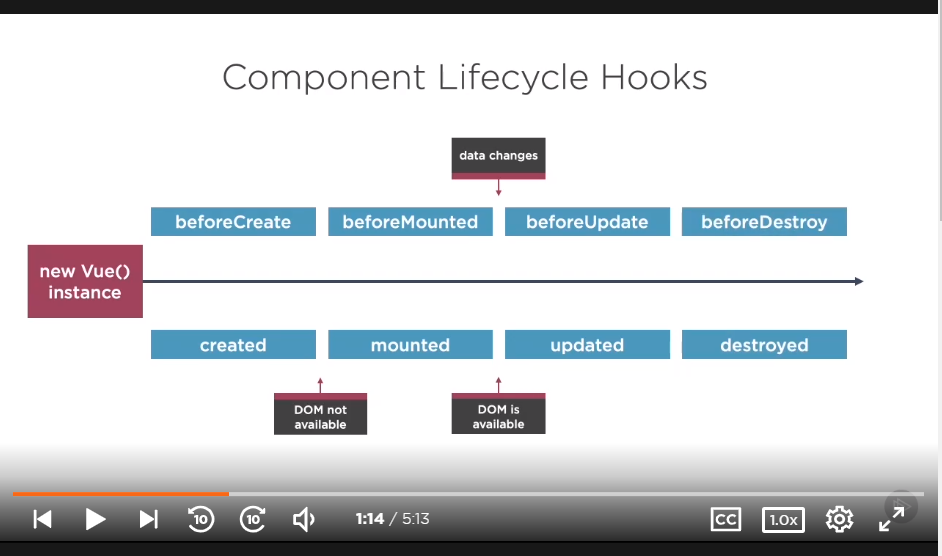 Component Lifecycle Hooks
data changes
beforeCreate
beforeMounted
beforeUpdate
beforeDestroy
new Vue()
instance
created
mounted
updated
destroyed
DOM not
available
DOM is
available
10
10
1:14 / 5:13
CC
1.0x